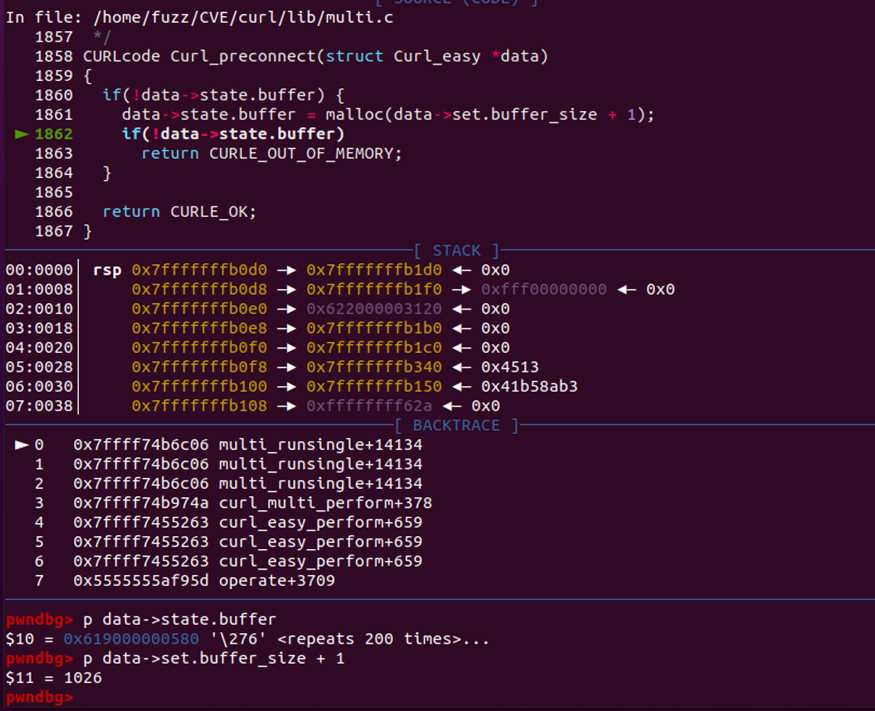 [ SOURCE (CODE) ]
In file: /home/fuzz/CVE/curl/lib/multi.c
1857 */
1858 CURLcode Curl_preconnect(struct Curl_easy *data)
1859 {
1860 if(!data->state.buffer) {
1861 data->state.buffer = malloc(data->set.buffer_size + 1);
► 1862 if(!data->state.buffer)
1863 return CURLE_OUT_OF_MEMORY;
1864 }
1865
1866 return CURLE_OK;
1867 }
[ STACK ]
00:0000│ rsp 0x7fffffffb0d0 —▸ 0x7fffffffb1d0 ◂— 0x0
01:0008│ 0x7fffffffb0d8 —▸ 0x7fffffffb1f0 —▸ 0xfff00000000 ◂— 0x0
02:0010│ 0x7fffffffb0e0 —▸ 0x622000003120 ◂— 0x0
03:0018│ 0x7fffffffb0e8 —▸ 0x7fffffffb1b0 ◂— 0x0
04:0020│ 0x7fffffffb0f0 —▸ 0x7fffffffb1c0 ◂— 0x0
05:0028│ 0x7fffffffb0f8 —▸ 0x7fffffffb340 ◂— 0x4513
06:0030│ 0x7fffffffb100 —▸ 0x7fffffffb150 ◂— 0x41b58ab3
07:0038│ 0x7fffffffb108 —▸ 0xffffffff62a ◂— 0x0
[ BACKTRACE ]
► 0 0x7ffff74b6c06 multi_runsingle+14134
1 0x7ffff74b6c06 multi_runsingle+14134
2 0x7ffff74b6c06 multi_runsingle+14134
3 0x7ffff74b974a curl_multi_perform+378
4 0x7ffff7455263 curl_easy_perform+659
5 0x7ffff7455263 curl_easy_perform+659
6 0x7ffff7455263 curl_easy_perform+659
7 0x5555555af95d operate+3709
pwndbg> p data->state.buffer
$10 = 0x619000000580 '\276' <repeats 200 times>...
pwndbg> p data->set.buffer_size + 1
$11 = 1026
pwndbg>